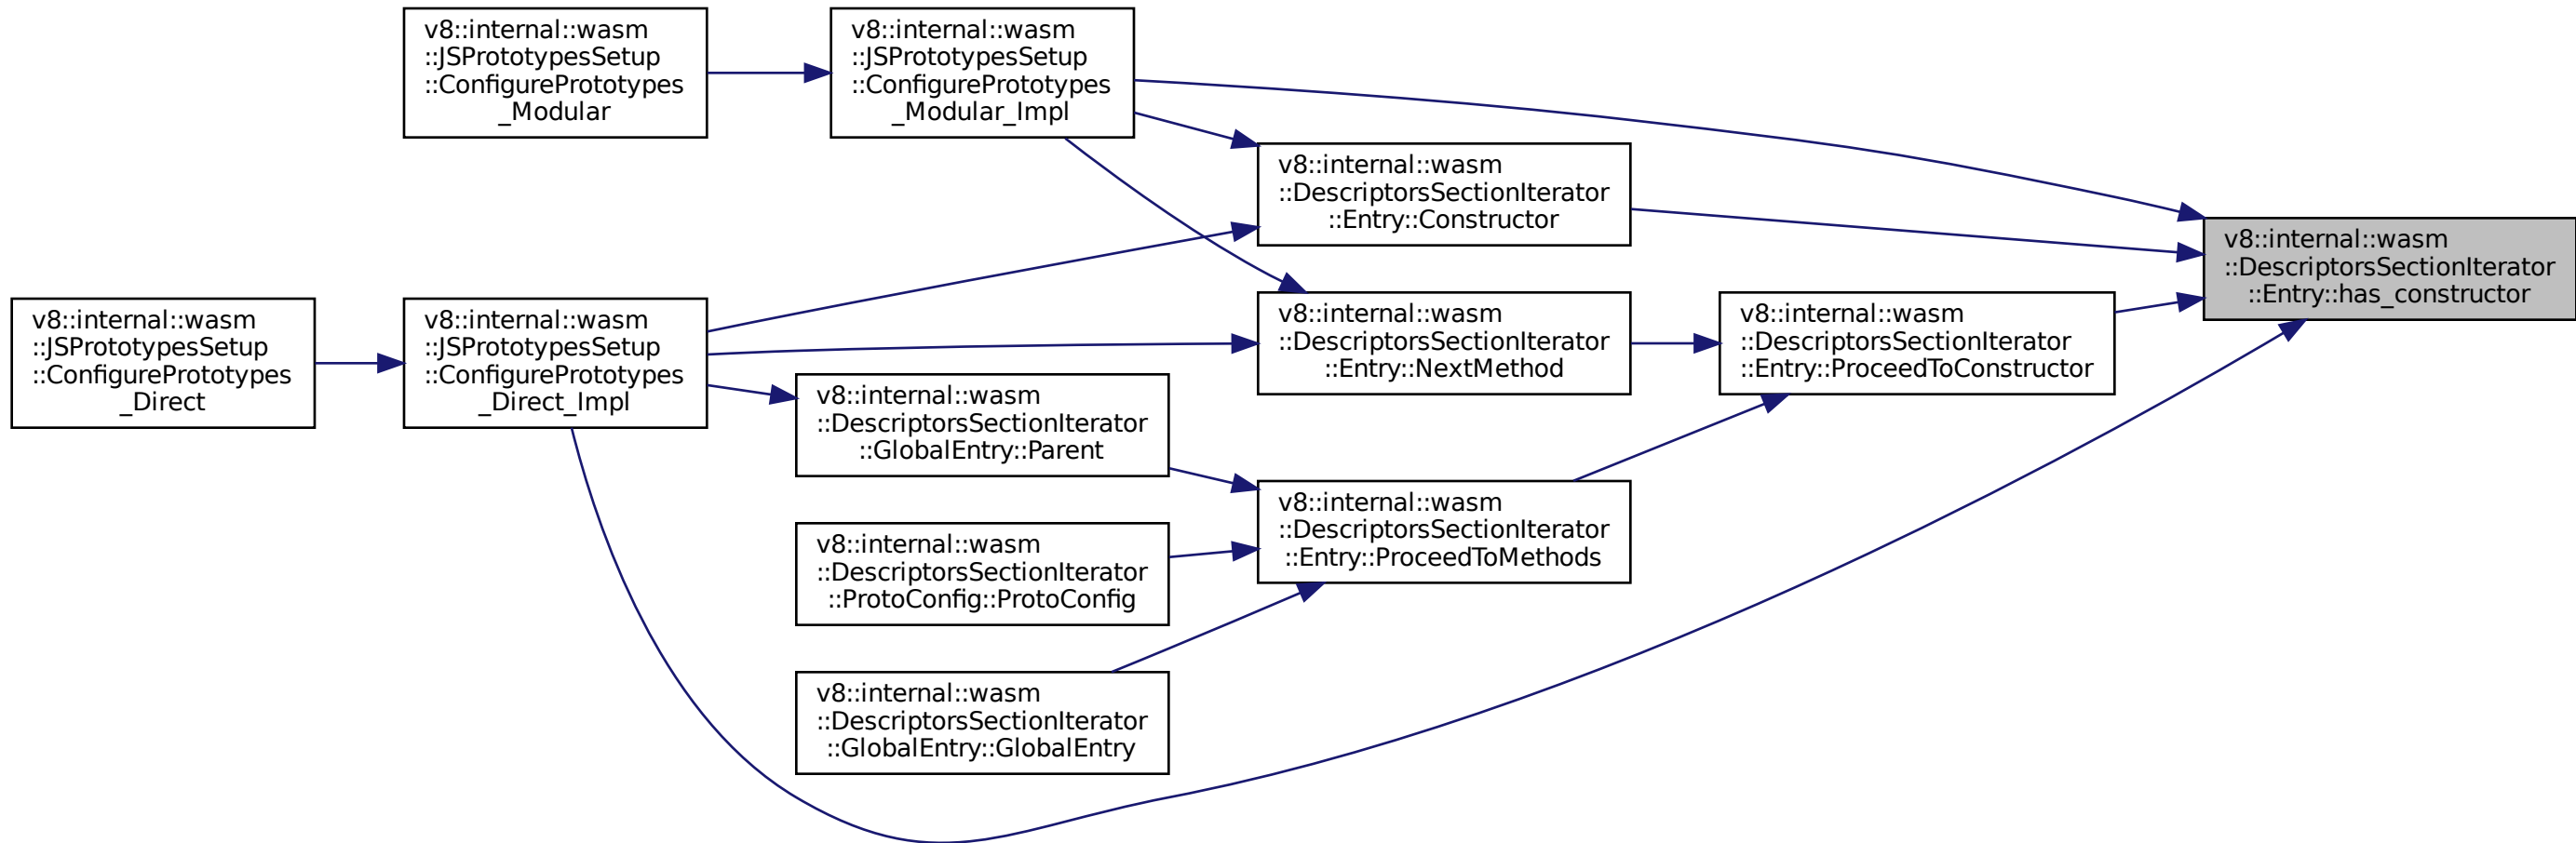 v8::internal::wasm
::JSPrototypesSetup
::ConfigurePrototypes
_Modular
v8::internal::wasm
::JSPrototypesSetup
::ConfigurePrototypes
_Modular_Impl
v8::internal::wasm
::DescriptorsSectionIterator
::Entry::Constructor
v8::internal::wasm
::DescriptorsSectionIterator
::Entry::has_constructor
v8::internal::wasm
::JSPrototypesSetup
::ConfigurePrototypes
_Direct
v8::internal::wasm
::JSPrototypesSetup
::ConfigurePrototypes
_Direct_Impl
v8::internal::wasm
::DescriptorsSectionIterator
::Entry::NextMethod
v8::internal::wasm
::DescriptorsSectionIterator
::Entry::ProceedToConstructor
v8::internal::wasm
::DescriptorsSectionIterator
::GlobalEntry::Parent
v8::internal::wasm
::DescriptorsSectionIterator
::Entry::ProceedToMethods
v8::internal::wasm
::DescriptorsSectionIterator
::ProtoConfig::ProtoConfig
v8::internal::wasm
::DescriptorsSectionIterator
::GlobalEntry::GlobalEntry